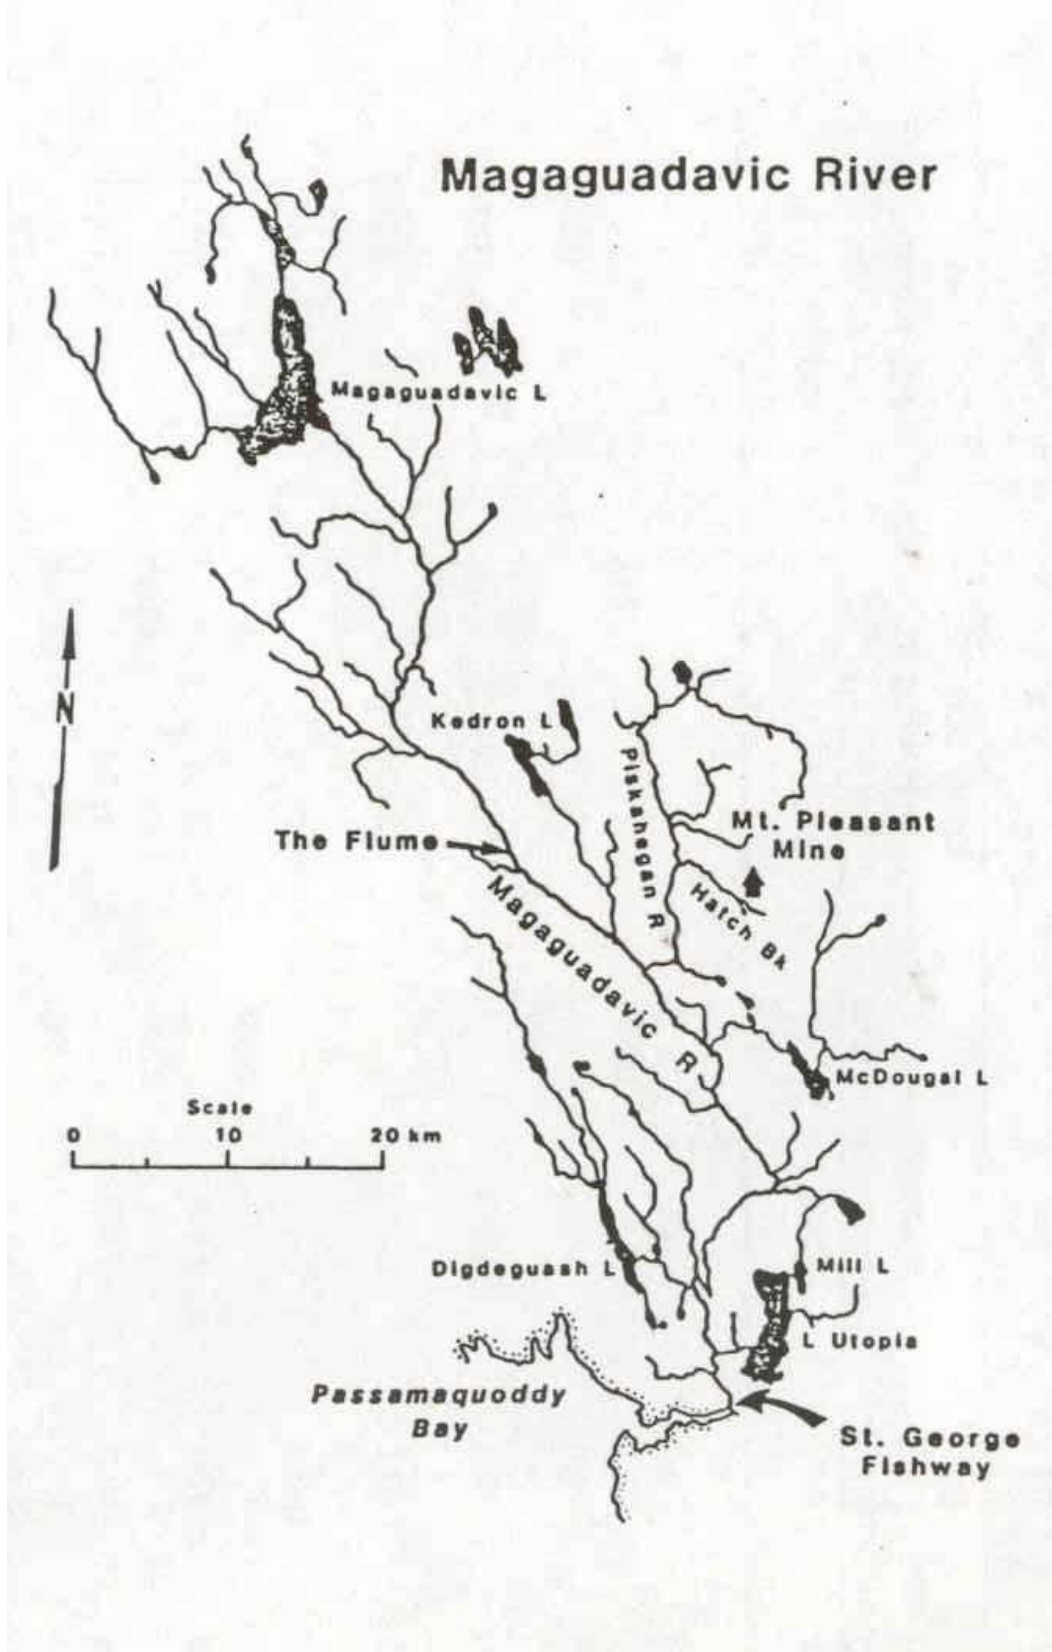 Magaguadavic River
Magaguadavic L
N
Kedron L
Piskahegan R
Mt. Pleasant
Mine
The Flume
Hatch Bk
Magaguadavic R
McDougal L
Scale
0 10 20 km
Digdeguash L
Mill L
L Utopia
Passamaquoddy
Bay
St. George
Fishway